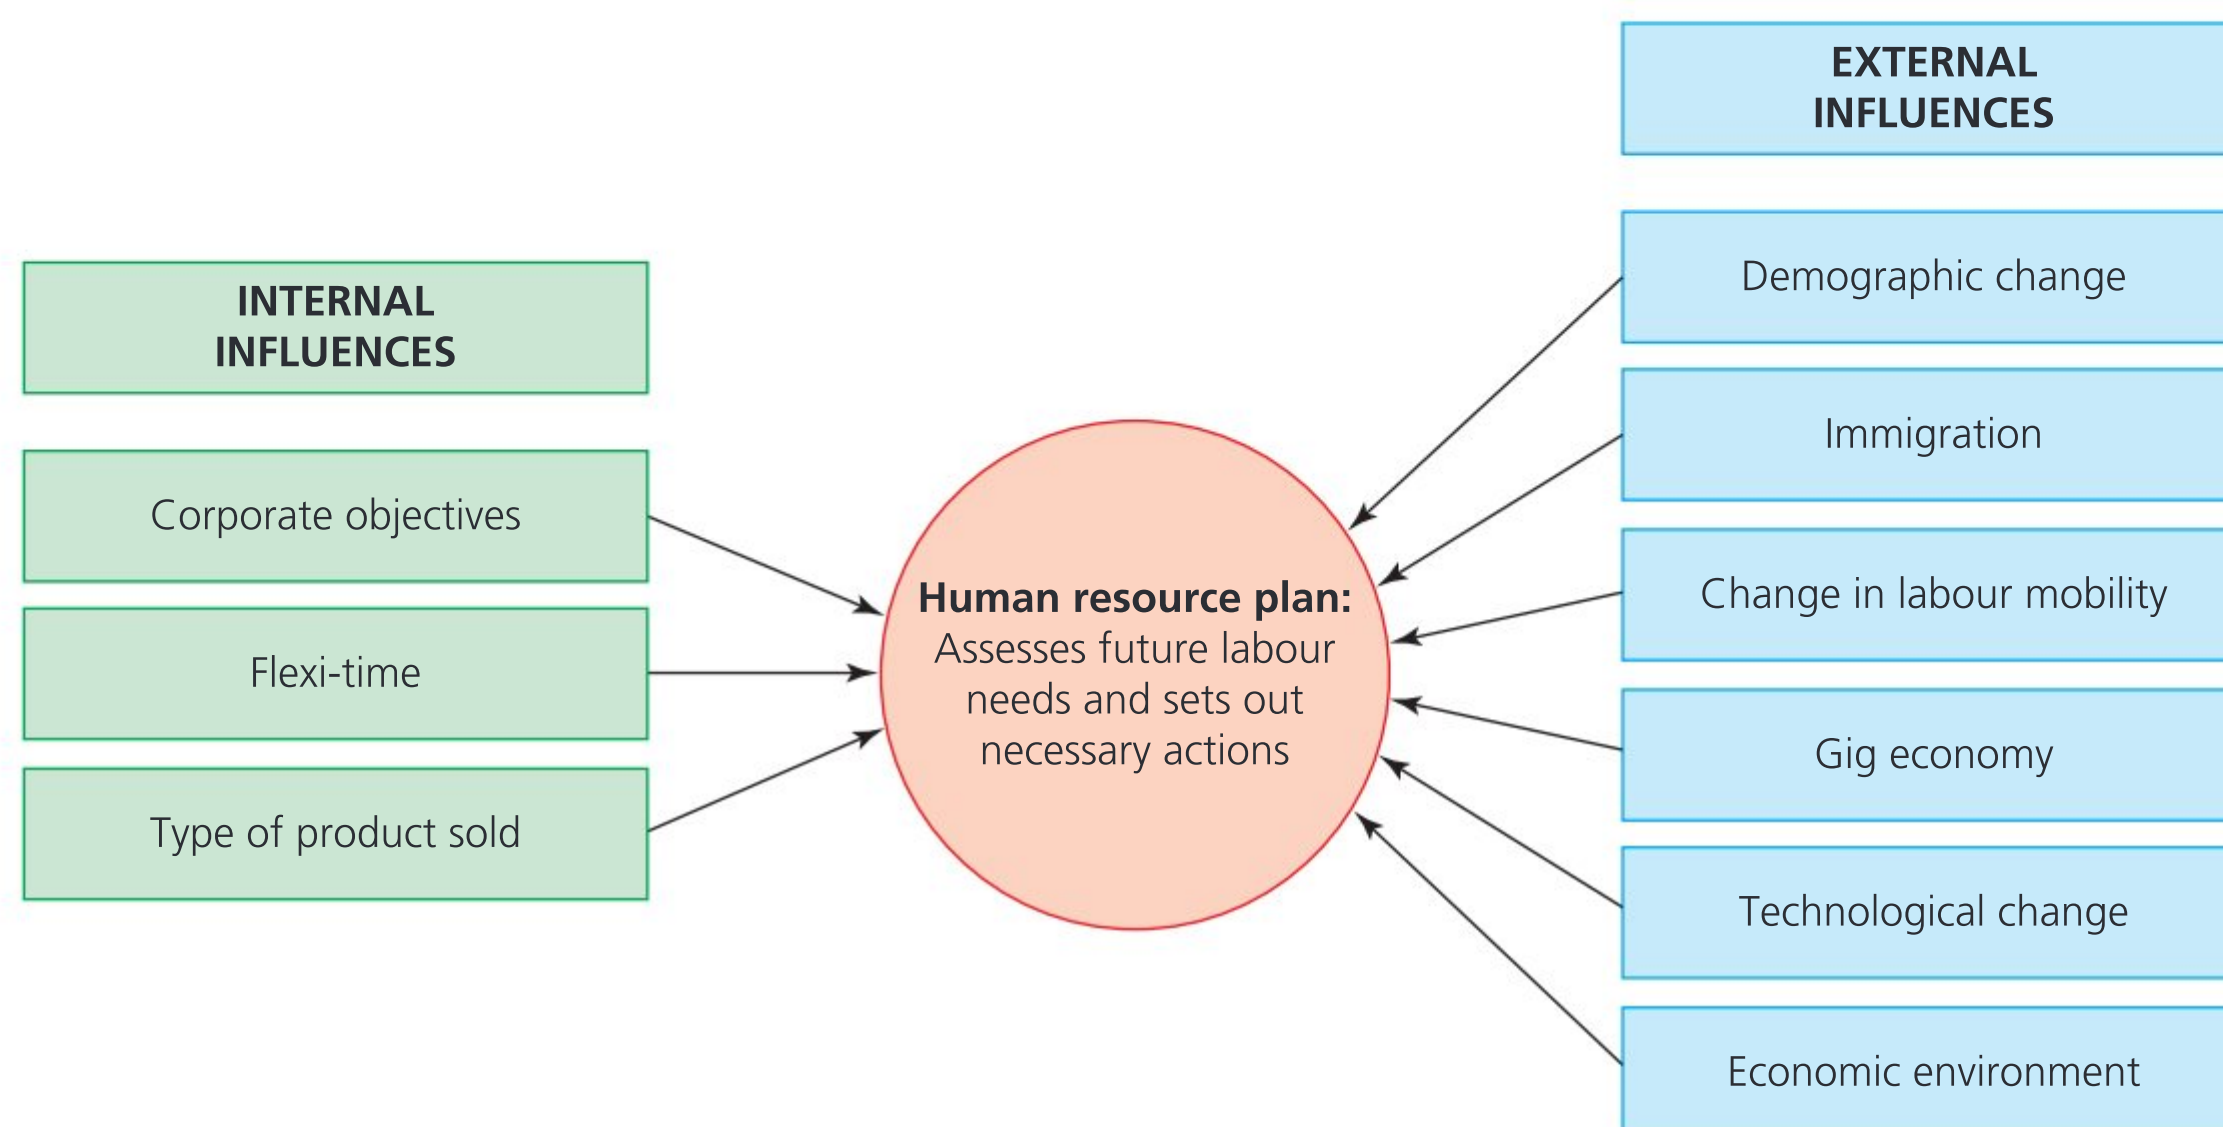 INTERNAL
INFLUENCES
Corporate objectives
Flexi-time
Type of product sold
Human resource plan:
Assesses future labour
needs and sets out
necessary actions
EXTERNAL
INFLUENCES
Demographic change
Immigration
Change in labour mobility
Gig economy
Technological change
Economic environment